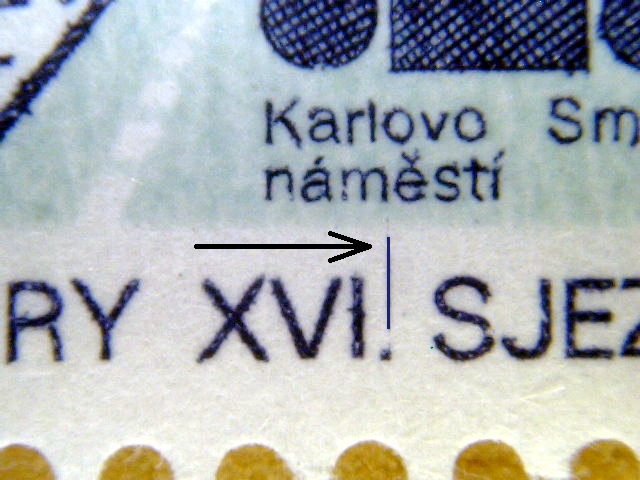 Karlovo Sm
náměstí
RY XVI. SJEZ